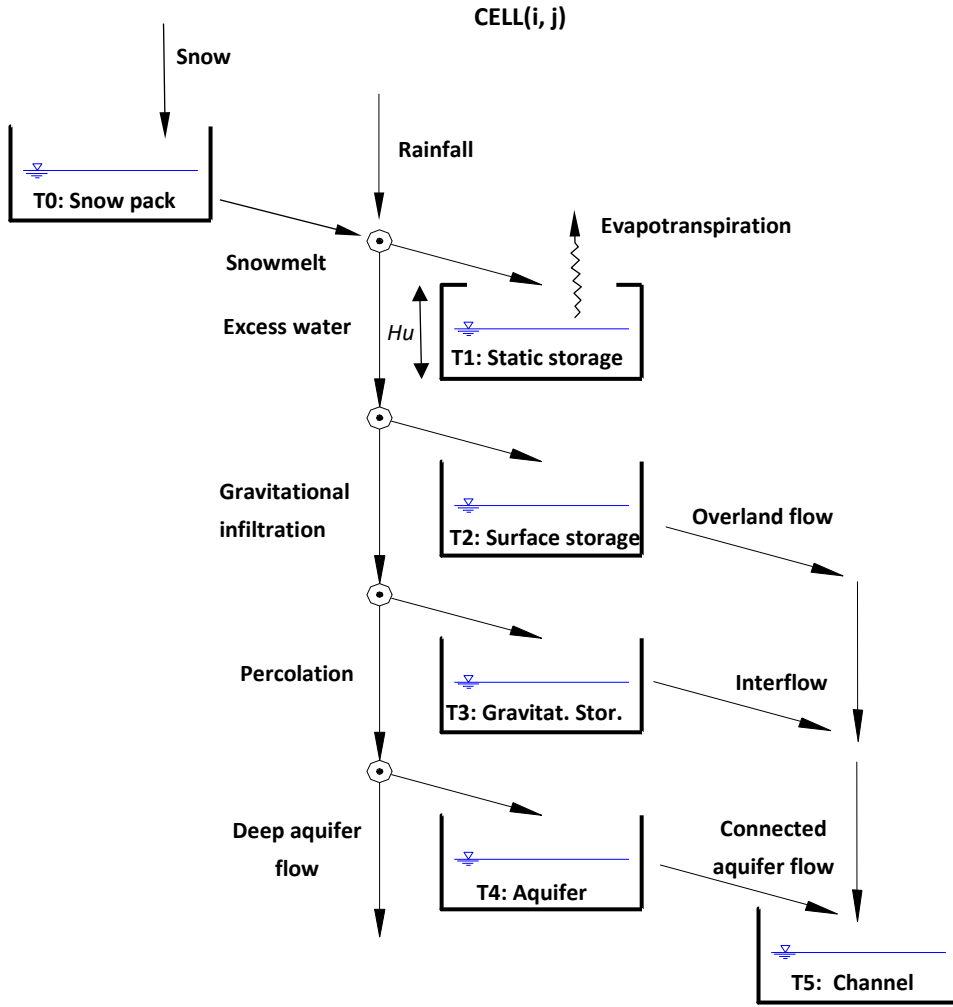 CELL(i, j)
Snow
Rainfall
T0: Snow pack
Evapotranspiration
Snowmelt
Excess water
Hu
T1: Static storage
Gravitational
infiltration
Overland flow
T2: Surface storage
Percolation
Interflow
T3: Gravitat. Stor.
Deep aquifer
flow
Connected
aquifer flow
T4: Aquifer
T5: Channel